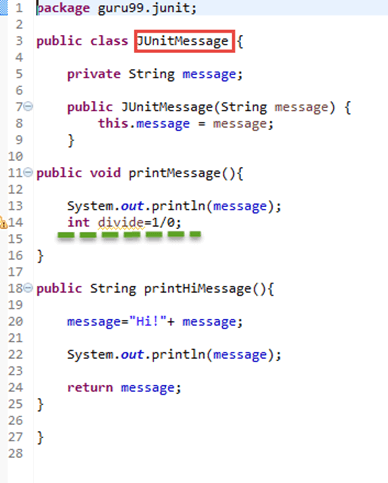 1 package guru99.junit;
2
3 public class JUnitMessage {
4
5 private String message;
6
7 public JUnitMessage(String message) {
8 this.message = message;
9 }
10
11 public void printMessage(){
12
13 System.out.println(message);
14 int divide=1/0;
15
16 }
17
18 public String printHiMessage(){
19
20 message="Hi!"+ message;
21
22 System.out.println(message);
23
24 return message;
25 }
26
27 }
28